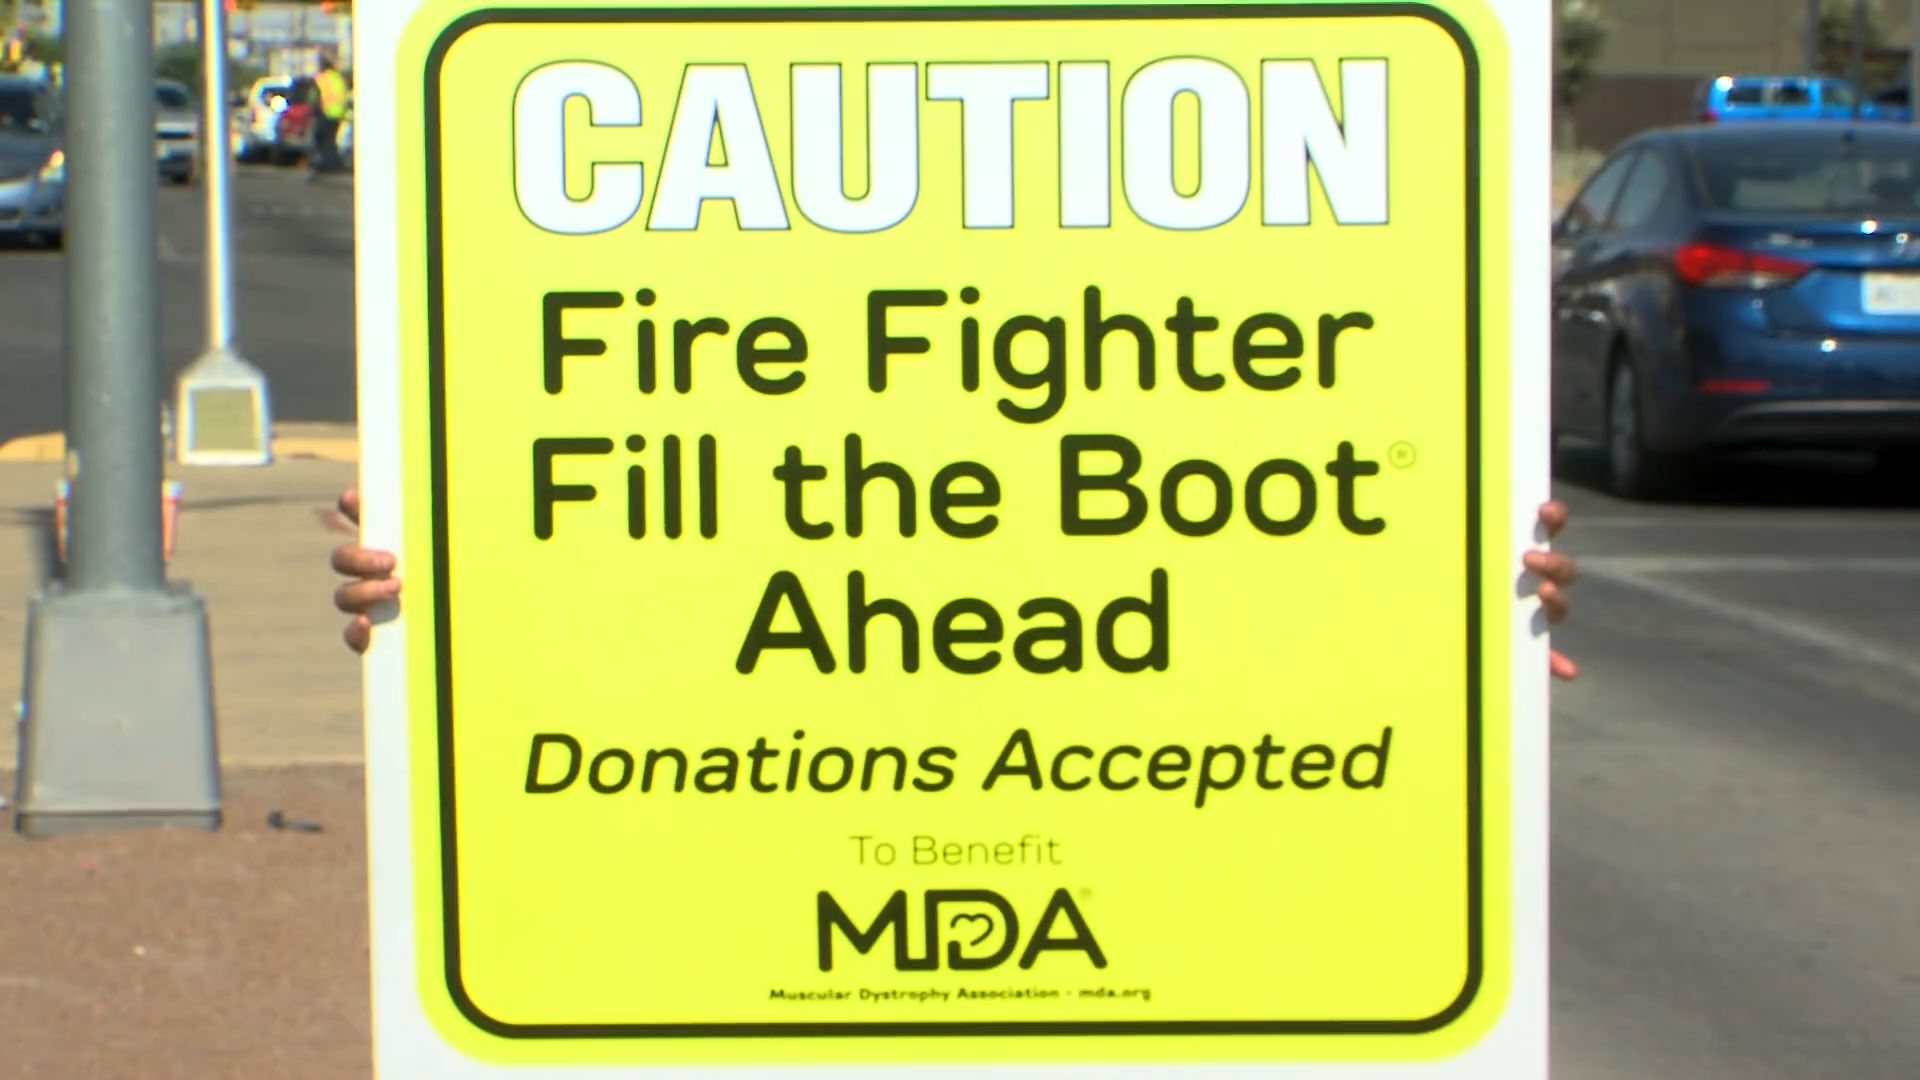 CAUTION
Fire Fighter
Fill the Boot®
Ahead
Donations Accepted
To Benefit
MDA®
Muscular Dystrophy Association - mda.org